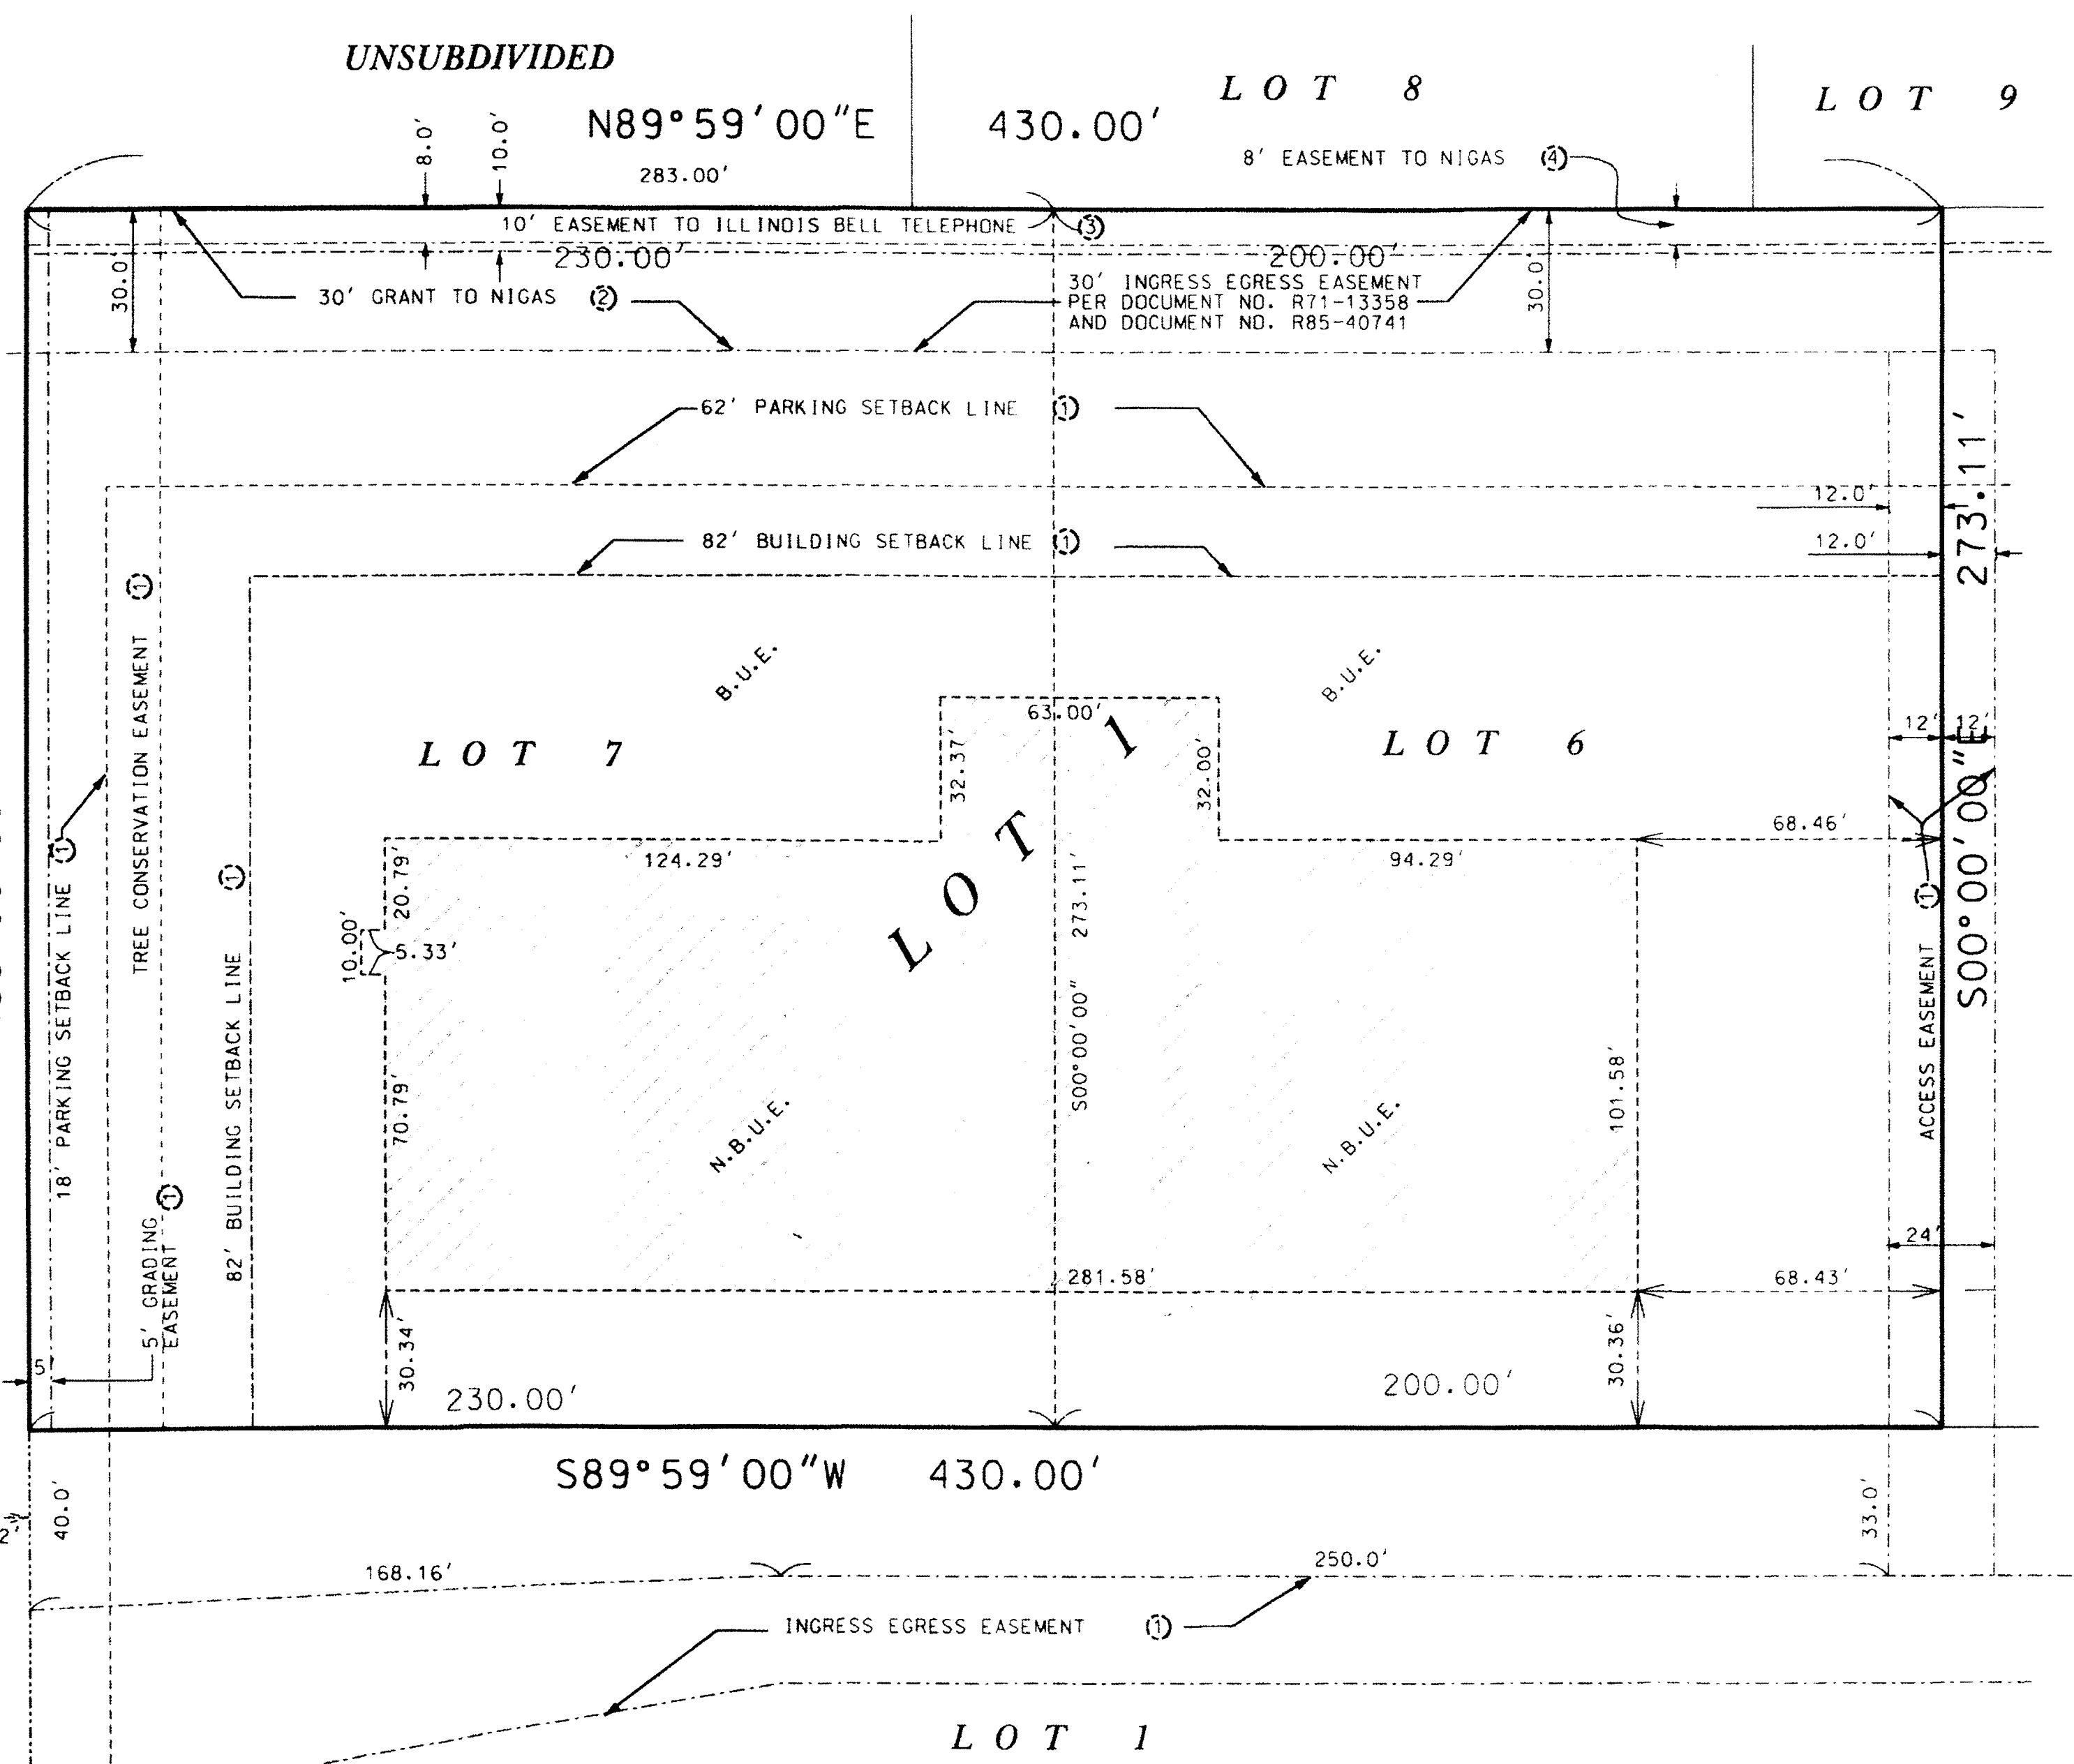 UNSUBDIVIDED
LOT 8
LOT 9
N89°59'00"E 430.00'
8.0'
10.0'
283.00'
8' EASEMENT TO NIGAS 4
10' EASEMENT TO ILLINOIS BELL TELEPHONE 3
230.00'
200.00'
30.0'
30' GRANT TO NIGAS 2
30' INGRESS EGRESS EASEMENT
PER DOCUMENT NO. R71-13358
AND DOCUMENT NO. R85-40741
30.0'
62' PARKING SETBACK LINE 1
12.0'
82' BUILDING SETBACK LINE 1
12.0'
S00°00'00"E 273.11'
18' PARKING SETBACK LINE 1
TREE CONSERVATION EASEMENT 1
82' BUILDING SETBACK LINE 1
B.U.E.
B.U.E.
63.00'
LOT 7
LOT 6
12' 12'
32.37'
32.00'
LOT 1
68.46'
124.29'
94.29'
20.79'
10.00'
5.33'
S00°00'00" 273.11'
70.79'
101.58'
ACCESS EASEMENT 1
N.B.U.E.
N.B.U.E.
5' GRADING
EASEMENT 1
24'
281.58'
68.43'
5'
30.34'
30.36'
230.00'
200.00'
S89°59'00"W 430.00'
40.0'
33.0'
168.16'
250.0'
INGRESS EGRESS EASEMENT 1
LOT 1